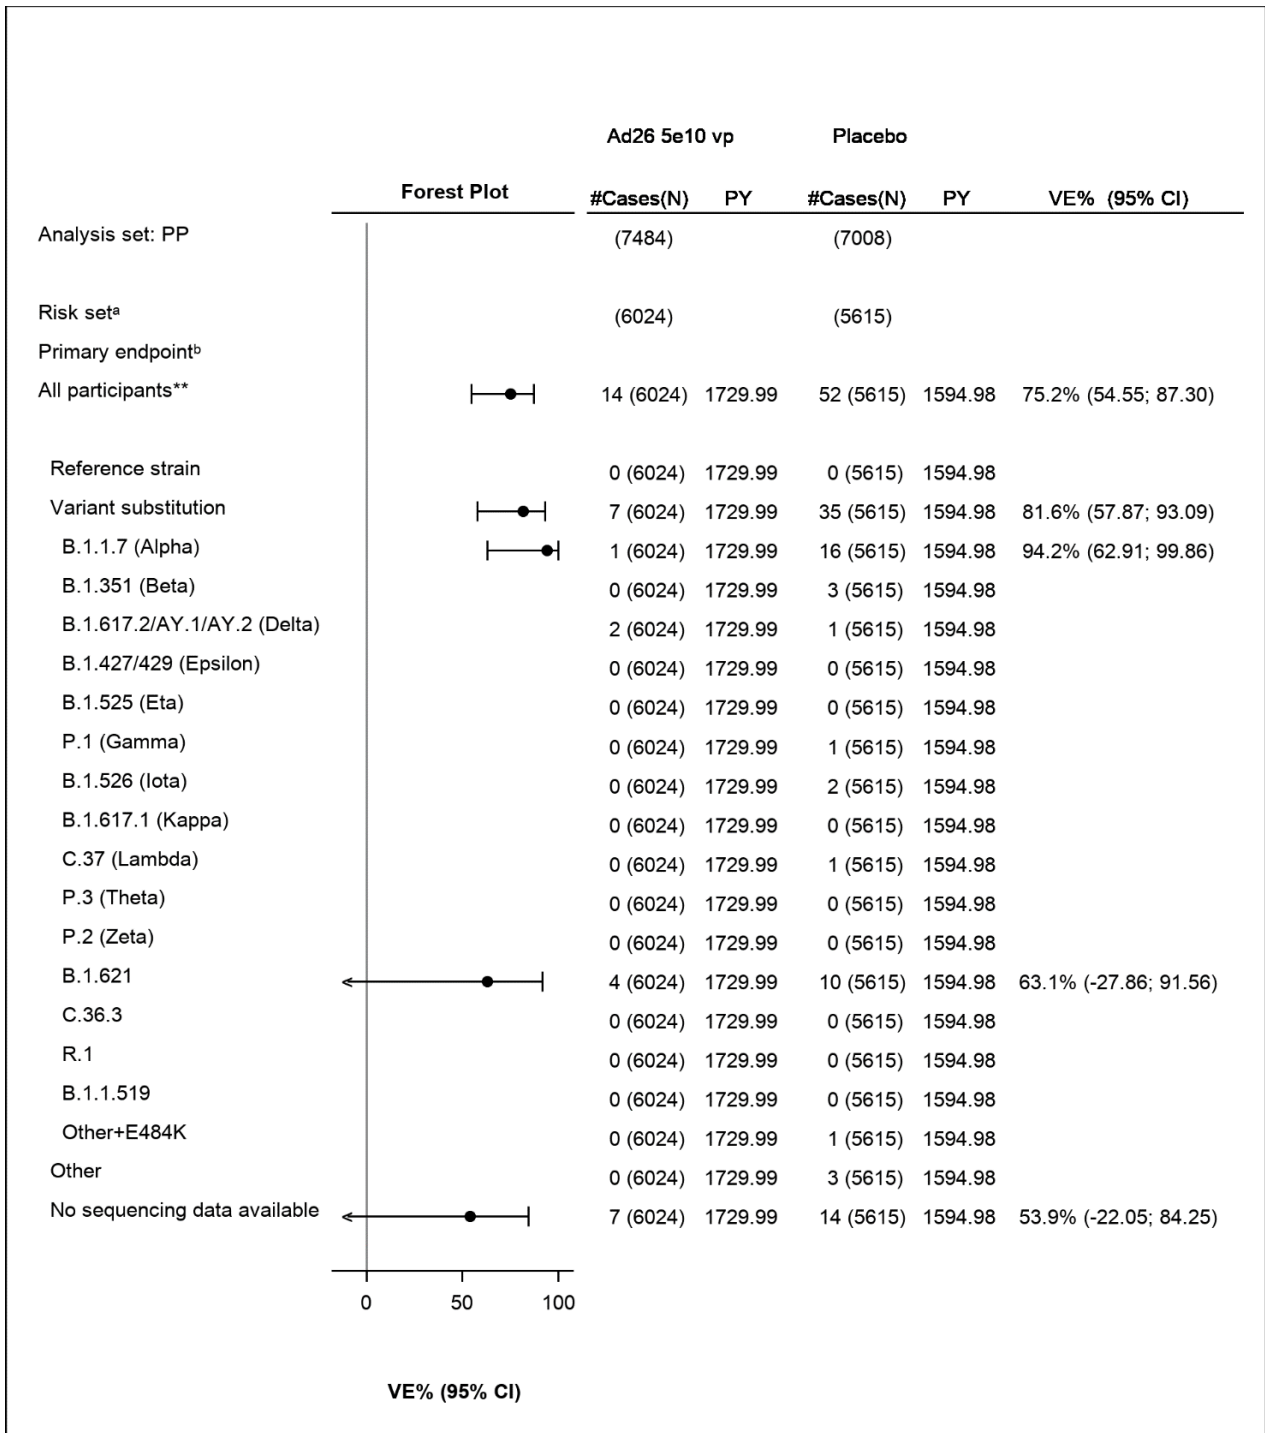 Ad26 5e10 vp Placebo
Forest Plot #Cases(N) PY #Cases(N) PY VE% (95% CI)
Analysis set: PP (7484) (7008)
Risk setᵃ (6024) (5615)
Primary endpointᵇ
All participants** 14 (6024) 1729.99 52 (5615) 1594.98 75.2% (54.55; 87.30)
Reference strain 0 (6024) 1729.99 0 (5615) 1594.98
Variant substitution 7 (6024) 1729.99 35 (5615) 1594.98 81.6% (57.87; 93.09)
B.1.1.7 (Alpha) 1 (6024) 1729.99 16 (5615) 1594.98 94.2% (62.91; 99.86)
B.1.351 (Beta) 0 (6024) 1729.99 3 (5615) 1594.98
B.1.617.2/AY.1/AY.2 (Delta) 2 (6024) 1729.99 1 (5615) 1594.98
B.1.427/429 (Epsilon) 0 (6024) 1729.99 0 (5615) 1594.98
B.1.525 (Eta) 0 (6024) 1729.99 0 (5615) 1594.98
P.1 (Gamma) 0 (6024) 1729.99 1 (5615) 1594.98
B.1.526 (Iota) 0 (6024) 1729.99 2 (5615) 1594.98
B.1.617.1 (Kappa) 0 (6024) 1729.99 0 (5615) 1594.98
C.37 (Lambda) 0 (6024) 1729.99 1 (5615) 1594.98
P.3 (Theta) 0 (6024) 1729.99 0 (5615) 1594.98
P.2 (Zeta) 0 (6024) 1729.99 0 (5615) 1594.98
B.1.621 4 (6024) 1729.99 10 (5615) 1594.98 63.1% (-27.86; 91.56)
C.36.3 0 (6024) 1729.99 0 (5615) 1594.98
R.1 0 (6024) 1729.99 0 (5615) 1594.98
B.1.1.519 0 (6024) 1729.99 0 (5615) 1594.98
Other+E484K 0 (6024) 1729.99 1 (5615) 1594.98
Other 0 (6024) 1729.99 3 (5615) 1594.98
No sequencing data available 7 (6024) 1729.99 14 (5615) 1594.98 53.9% (-22.05; 84.25)
0 50 100
VE% (95% CI)